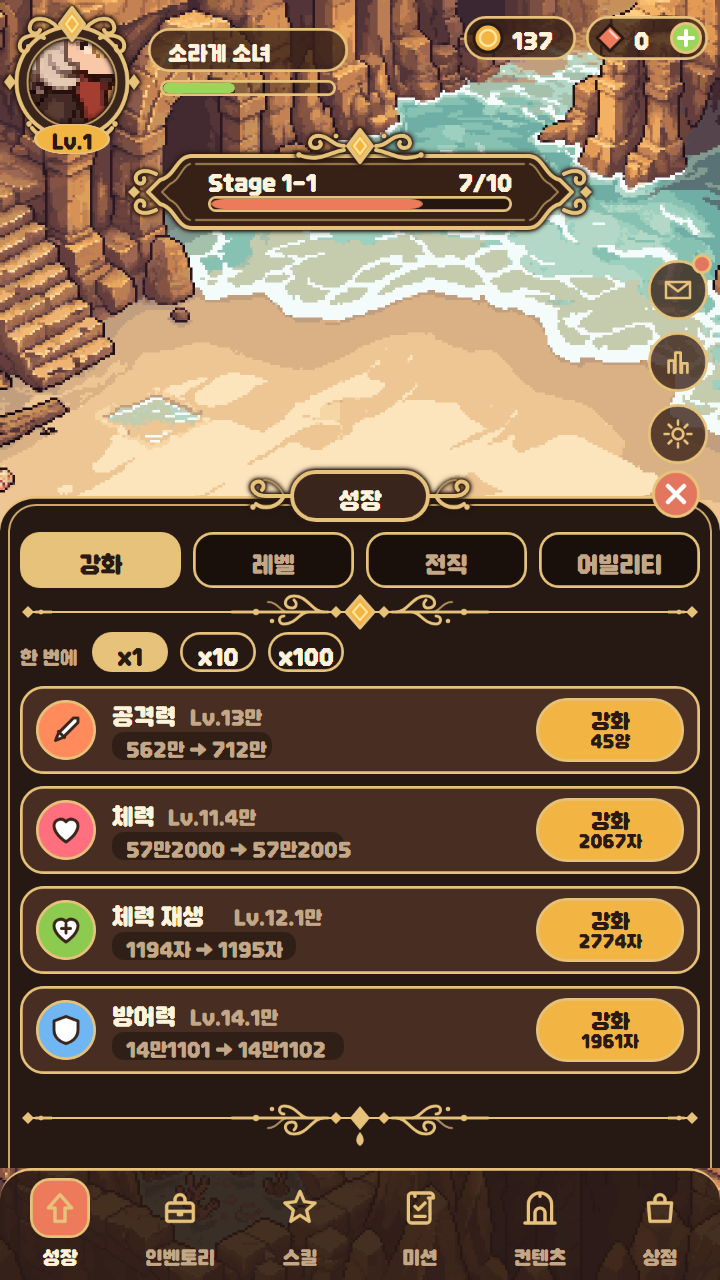 소라게 소녀
137
0
Lv.1
Stage 1-1 7/10
성장
강화 레벨 전직 어빌리티
한 번에 x1 x10 x100
공격력 Lv.13만
562만 → 712만
강화
45양
체력 Lv.11.4만
57만2000 → 57만2005
강화
2067자
체력 재생 Lv.12.1만
1194자 → 1195자
강화
2774자
방어력 Lv.14.1만
14만1101 → 14만1102
강화
1961자
성장 인벤토리 스킬 미션 컨텐츠 상점